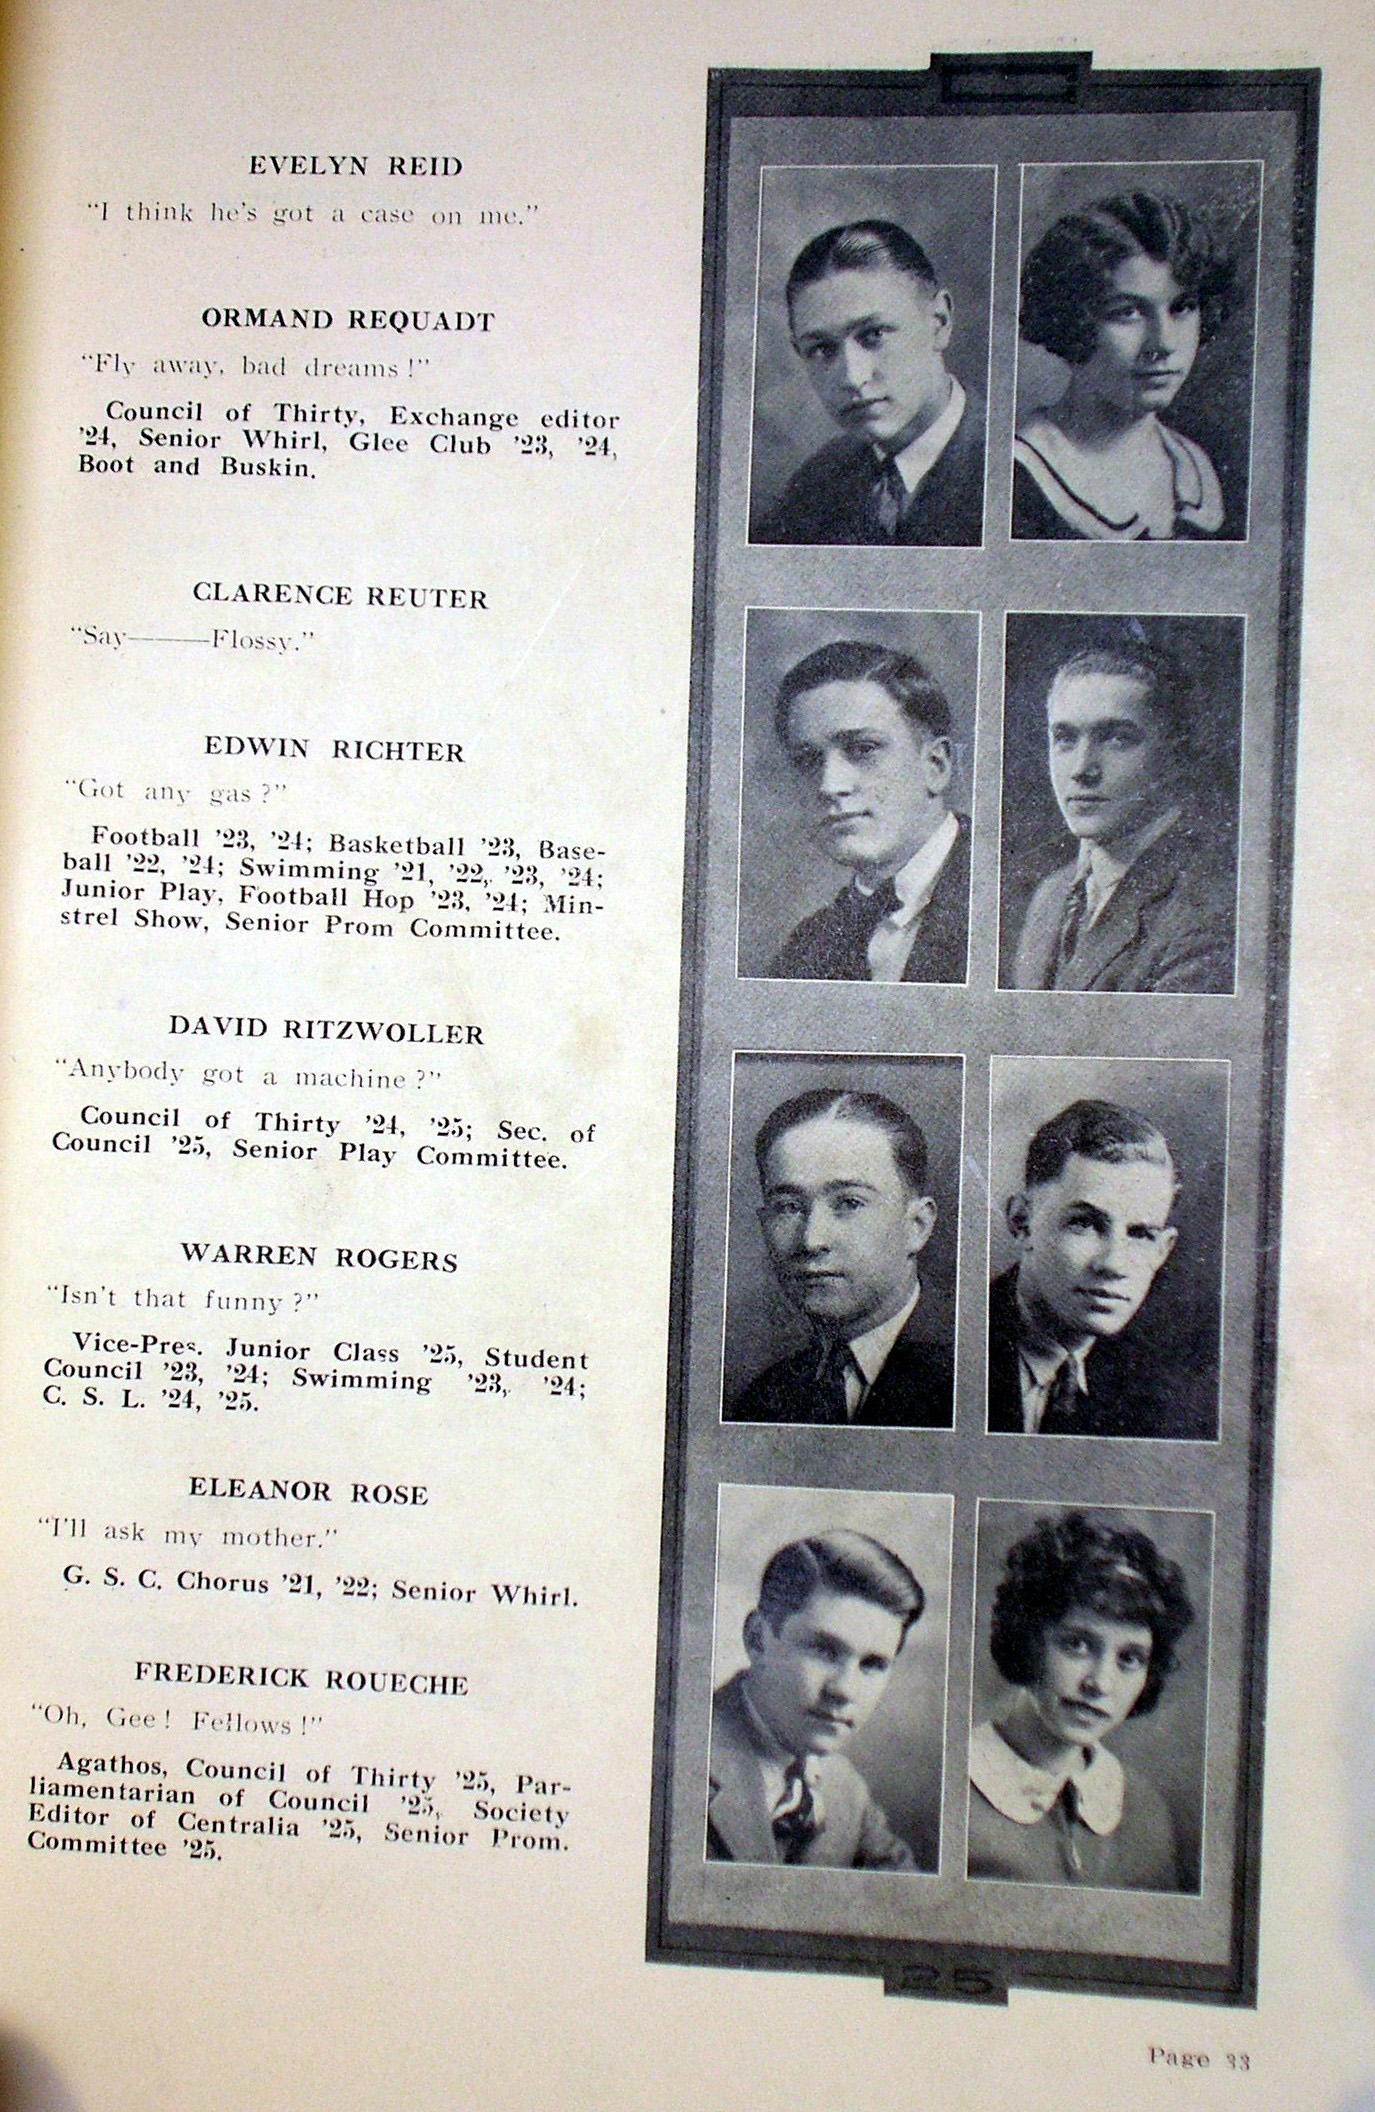 EVELYN REID
"I think he's got a case on me."
ORMAND REQUADT
"Fly away, bad dreams!"
Council of Thirty, Exchange editor
'24, Senior Whirl, Glee Club '23, '24,
Boot and Buskin.
CLARENCE REUTER
"Say———Flossy."
EDWIN RICHTER
"Got any gas?"
Football '23, '24; Basketball '23, Base-
ball '22, '24; Swimming '21, '22, '23, '24;
Junior Play, Football Hop '23, '24; Min-
strel Show, Senior Prom Committee.
DAVID RITZWOLLER
"Anybody got a machine?"
Council of Thirty '24, '25; Sec. of
Council '25, Senior Play Committee.
WARREN ROGERS
"Isn't that funny?"
Vice-Pres. Junior Class '25, Student
Council '23, '24; Swimming '23, '24;
C. S. L. '24, '25.
ELEANOR ROSE
"I'll ask my mother."
G. S. C. Chorus '21, '22; Senior Whirl.
FREDERICK ROUECHE
"Oh, Gee! Fellows!"
Agathos, Council of Thirty '25, Par-
liamentarian of Council '25, Society
Editor of Centralia '25, Senior Prom.
Committee '25.
25
Page 33